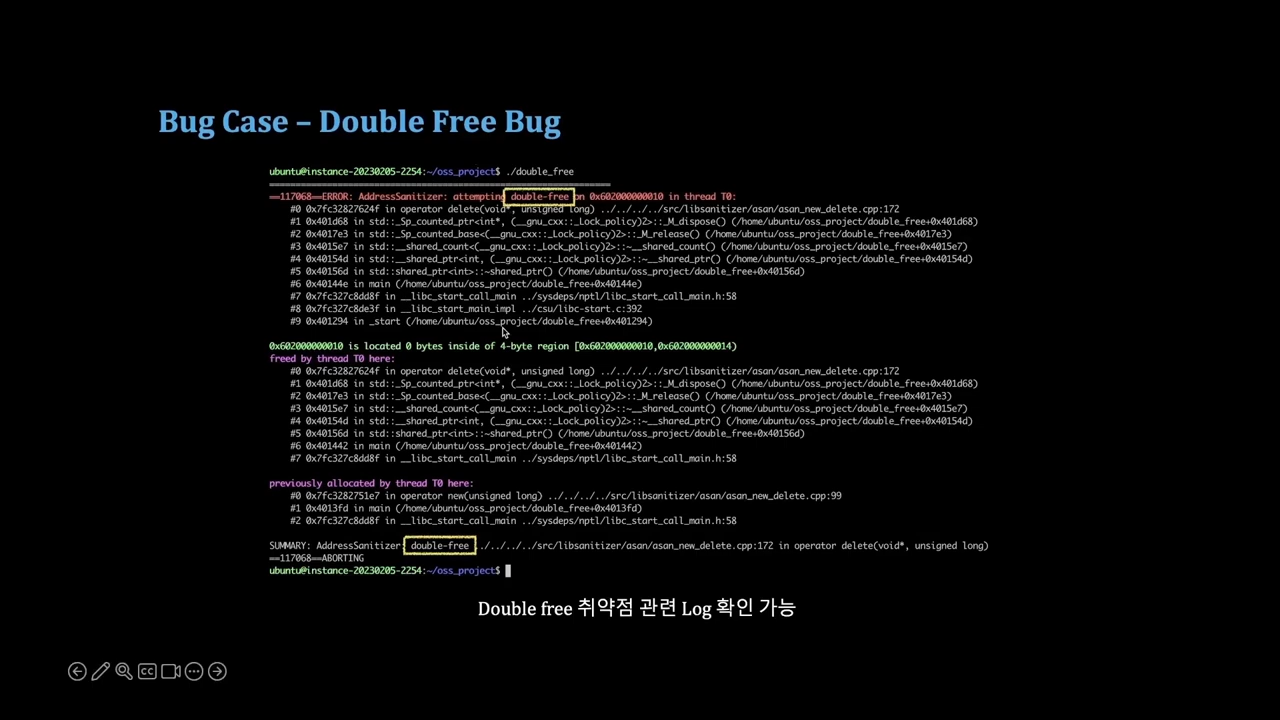 Bug Case – Double Free Bug
ubuntu@instance-20230205-2254:~/oss_project$ ./double_free
=================================================================
==117068==ERROR: AddressSanitizer: attempting double-free on 0x602000000010 in thread T0:
#0 0x7fc32827624f in operator delete(void*, unsigned long) ../../../../src/libsanitizer/asan/asan_new_delete.cpp:172
#1 0x401d68 in std::_Sp_counted_ptr<int*, (__gnu_cxx::_Lock_policy)2>::_M_dispose() (/home/ubuntu/oss_project/double_free+0x401d68)
#2 0x4017e3 in std::_Sp_counted_base<(__gnu_cxx::_Lock_policy)2>::_M_release() (/home/ubuntu/oss_project/double_free+0x4017e3)
#3 0x4015e7 in std::__shared_count<(__gnu_cxx::_Lock_policy)2>::~__shared_count() (/home/ubuntu/oss_project/double_free+0x4015e7)
#4 0x40154d in std::__shared_ptr<int, (__gnu_cxx::_Lock_policy)2>::~__shared_ptr() (/home/ubuntu/oss_project/double_free+0x40154d)
#5 0x40156d in std::shared_ptr<int>::~shared_ptr() (/home/ubuntu/oss_project/double_free+0x40156d)
#6 0x40144e in main (/home/ubuntu/oss_project/double_free+0x40144e)
#7 0x7fc327c8dd8f in __libc_start_call_main ../sysdeps/nptl/libc_start_call_main.h:58
#8 0x7fc327c8de3f in __libc_start_main_impl ../csu/libc-start.c:392
#9 0x401294 in _start (/home/ubuntu/oss_project/double_free+0x401294)
0x602000000010 is located 0 bytes inside of 4-byte region [0x602000000010,0x602000000014)
freed by thread T0 here:
#0 0x7fc32827624f in operator delete(void*, unsigned long) ../../../../src/libsanitizer/asan/asan_new_delete.cpp:172
#1 0x401d68 in std::_Sp_counted_ptr<int*, (__gnu_cxx::_Lock_policy)2>::_M_dispose() (/home/ubuntu/oss_project/double_free+0x401d68)
#2 0x4017e3 in std::_Sp_counted_base<(__gnu_cxx::_Lock_policy)2>::_M_release() (/home/ubuntu/oss_project/double_free+0x4017e3)
#3 0x4015e7 in std::__shared_count<(__gnu_cxx::_Lock_policy)2>::~__shared_count() (/home/ubuntu/oss_project/double_free+0x4015e7)
#4 0x40154d in std::__shared_ptr<int, (__gnu_cxx::_Lock_policy)2>::~__shared_ptr() (/home/ubuntu/oss_project/double_free+0x40154d)
#5 0x40156d in std::shared_ptr<int>::~shared_ptr() (/home/ubuntu/oss_project/double_free+0x40156d)
#6 0x401442 in main (/home/ubuntu/oss_project/double_free+0x401442)
#7 0x7fc327c8dd8f in __libc_start_call_main ../sysdeps/nptl/libc_start_call_main.h:58
previously allocated by thread T0 here:
#0 0x7fc3282751e7 in operator new(unsigned long) ../../../../src/libsanitizer/asan/asan_new_delete.cpp:99
#1 0x4013fd in main (/home/ubuntu/oss_project/double_free+0x4013fd)
#2 0x7fc327c8dd8f in __libc_start_call_main ../sysdeps/nptl/libc_start_call_main.h:58
SUMMARY: AddressSanitizer: double-free ../../../../src/libsanitizer/asan/asan_new_delete.cpp:172 in operator delete(void*, unsigned long)
==117068==ABORTING
ubuntu@instance-20230205-2254:~/oss_project$
Double free 취약점 관련 Log 확인 가능
CC